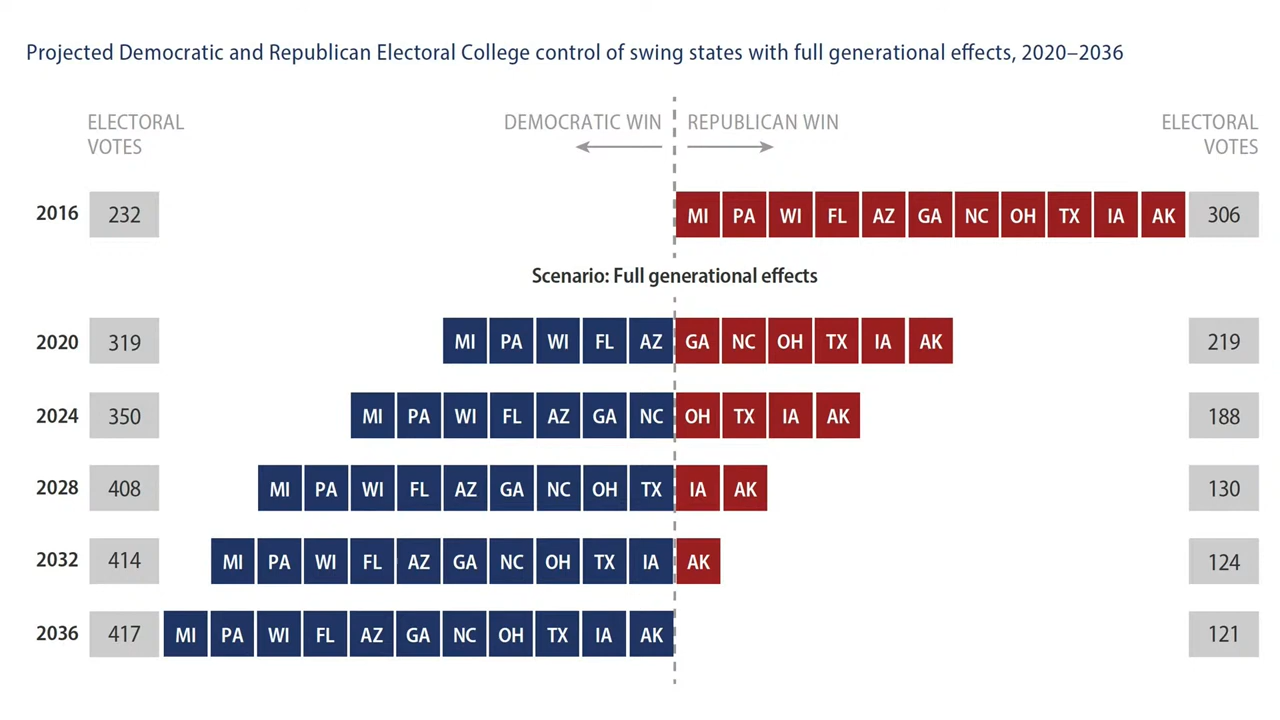 Projected Democratic and Republican Electoral College control of swing states with full generational effects, 2020–2036
ELECTORAL VOTES
DEMOCRATIC WIN
REPUBLICAN WIN
ELECTORAL VOTES
2016 232 MI PA WI FL AZ GA NC OH TX IA AK 306
Scenario: Full generational effects
2020 319 MI PA WI FL AZ GA NC OH TX IA AK 219
2024 350 MI PA WI FL AZ GA NC OH TX IA AK 188
2028 408 MI PA WI FL AZ GA NC OH TX IA AK 130
2032 414 MI PA WI FL AZ GA NC OH TX IA AK 124
2036 417 MI PA WI FL AZ GA NC OH TX IA AK 121